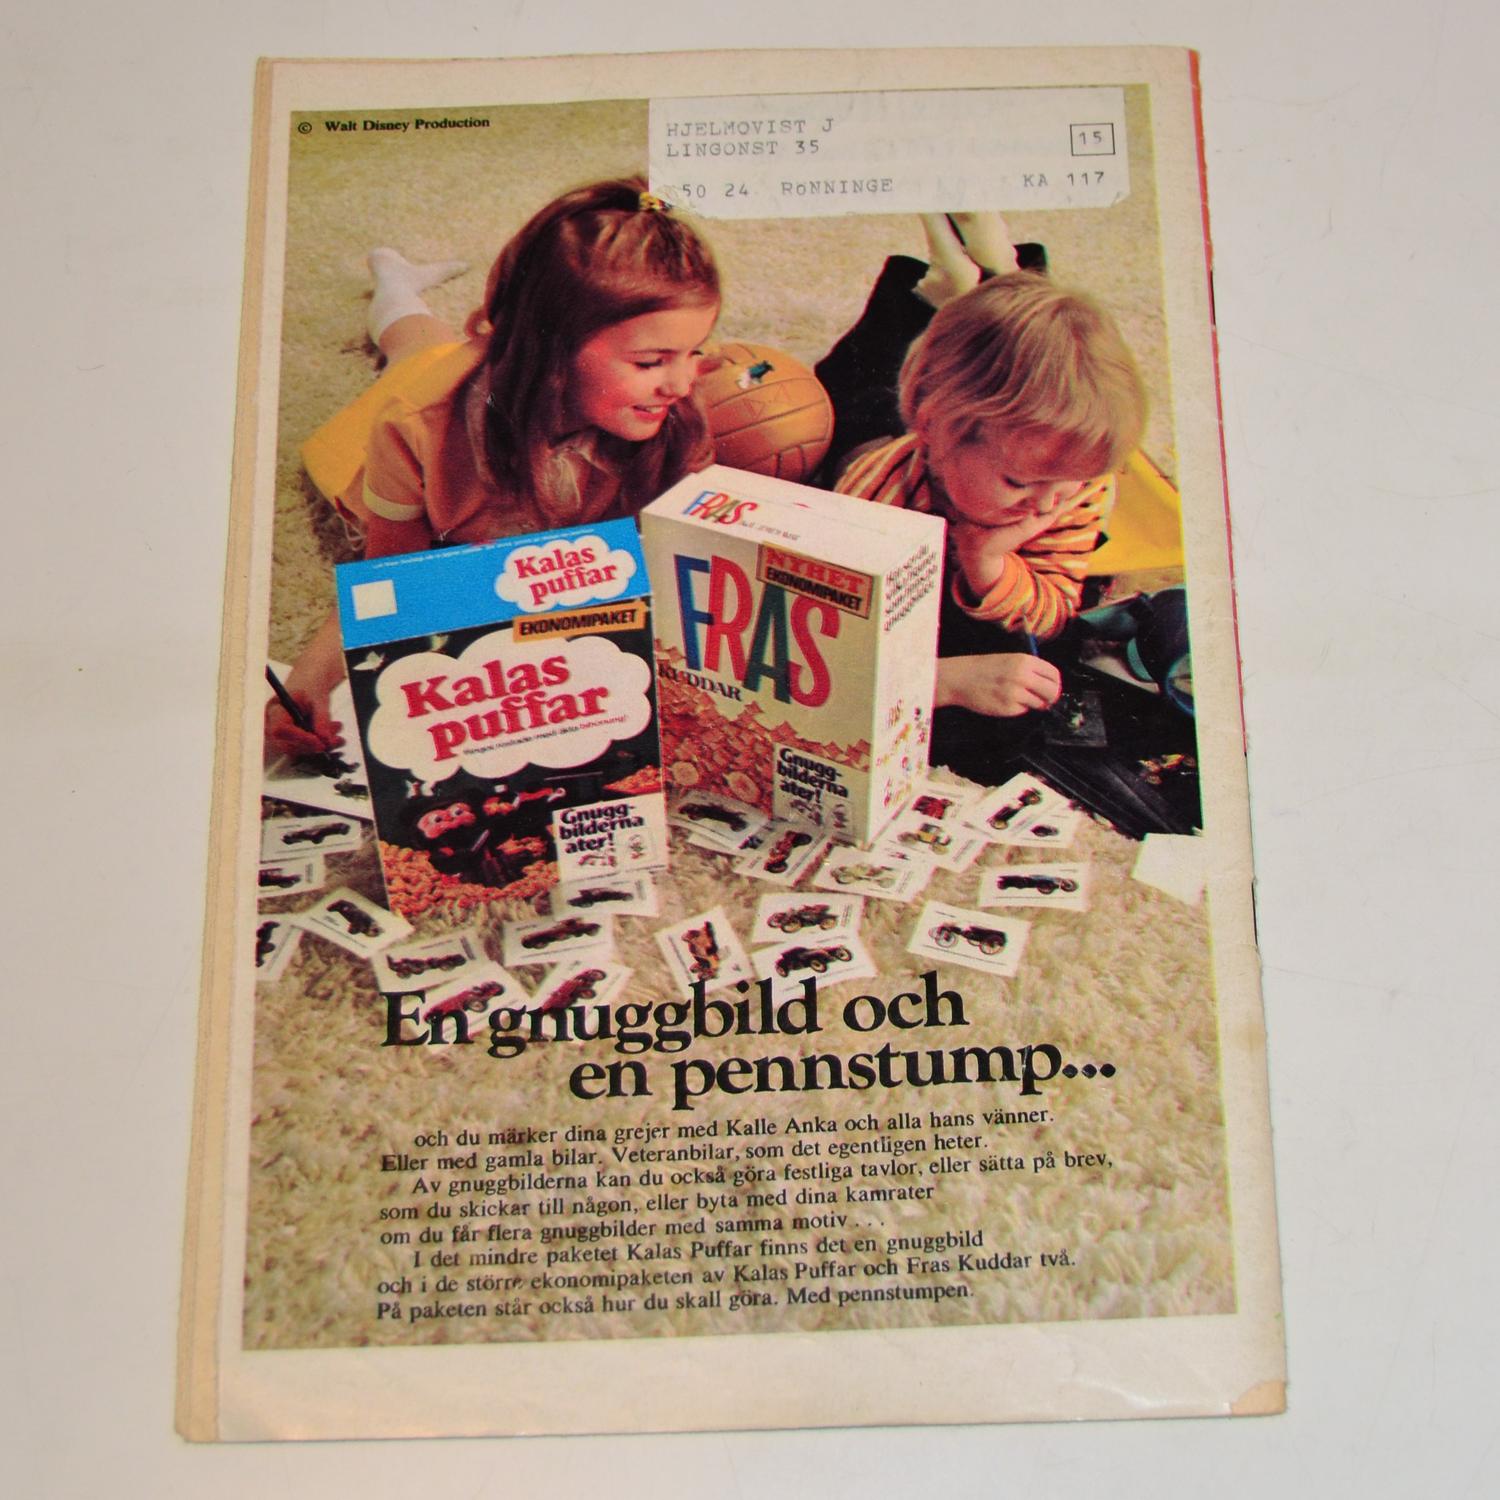 © Walt Disney Production
HJELMQVIST J
LINGONST 35
15
50 24 RöNNINGE
KA 117
FRAS
Kalas
puffar
EKONOMIPAKET
NYHET
EKONOMIPAKET
FRAS
KUDDAR
Kalas
puffar
Gnugg-
bilderna
åter!
Gnugg-
bilderna
åter!
En gnuggbild och
en pennstump...
och du märker dina grejer med Kalle Anka och alla hans vänner.
Eller med gamla bilar. Veteranbilar, som det egentligen heter.
Av gnuggbilderna kan du också göra festliga tavlor, eller sätta på brev,
som du skickar till någon, eller byta med dina kamrater
om du får flera gnuggbilder med samma motiv . . .
I det mindre paketet Kalas Puffar finns det en gnuggbild
och i de större ekonomipaketen av Kalas Puffar och Fras Kuddar två.
På paketen står också hur du skall göra. Med pennstumpen.